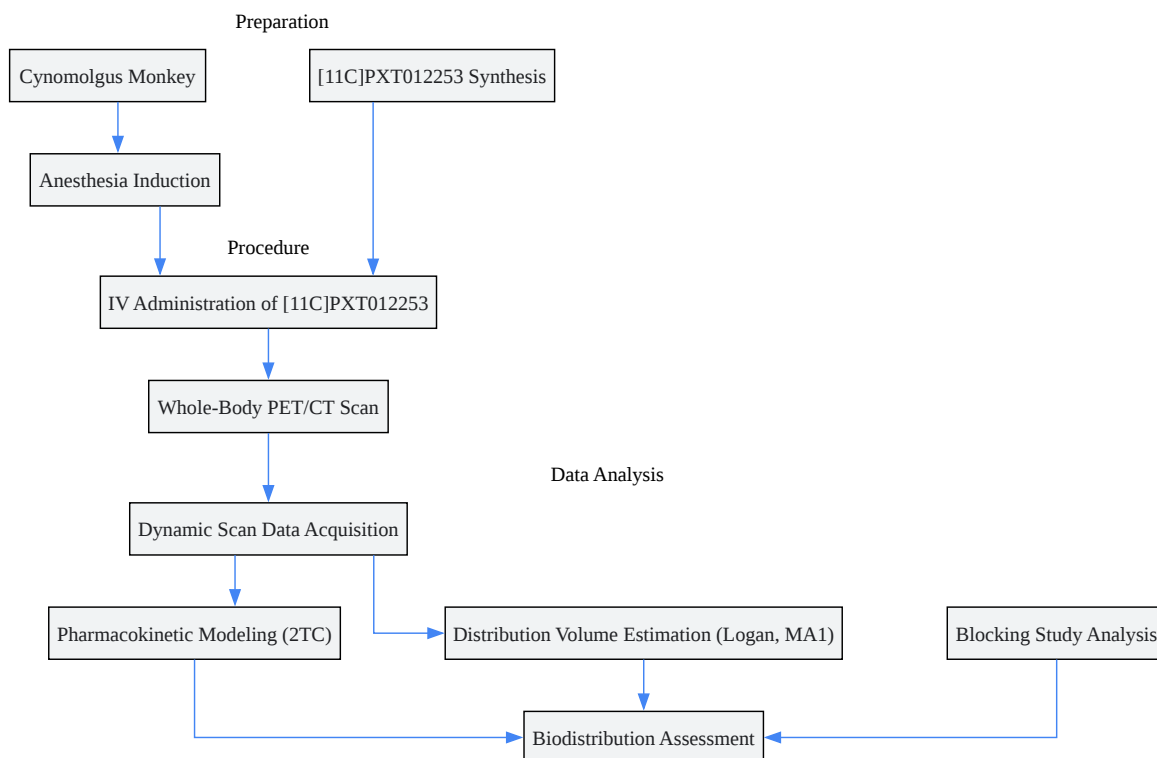 Preparation
Cynomolgus Monkey
[11C]PXT012253 Synthesis
Anesthesia Induction
Procedure
IV Administration of [11C]PXT012253
Whole-Body PET/CT Scan
Data Analysis
Dynamic Scan Data Acquisition
Pharmacokinetic Modeling (2TC)
Distribution Volume Estimation (Logan, MA1)
Blocking Study Analysis
Biodistribution Assessment